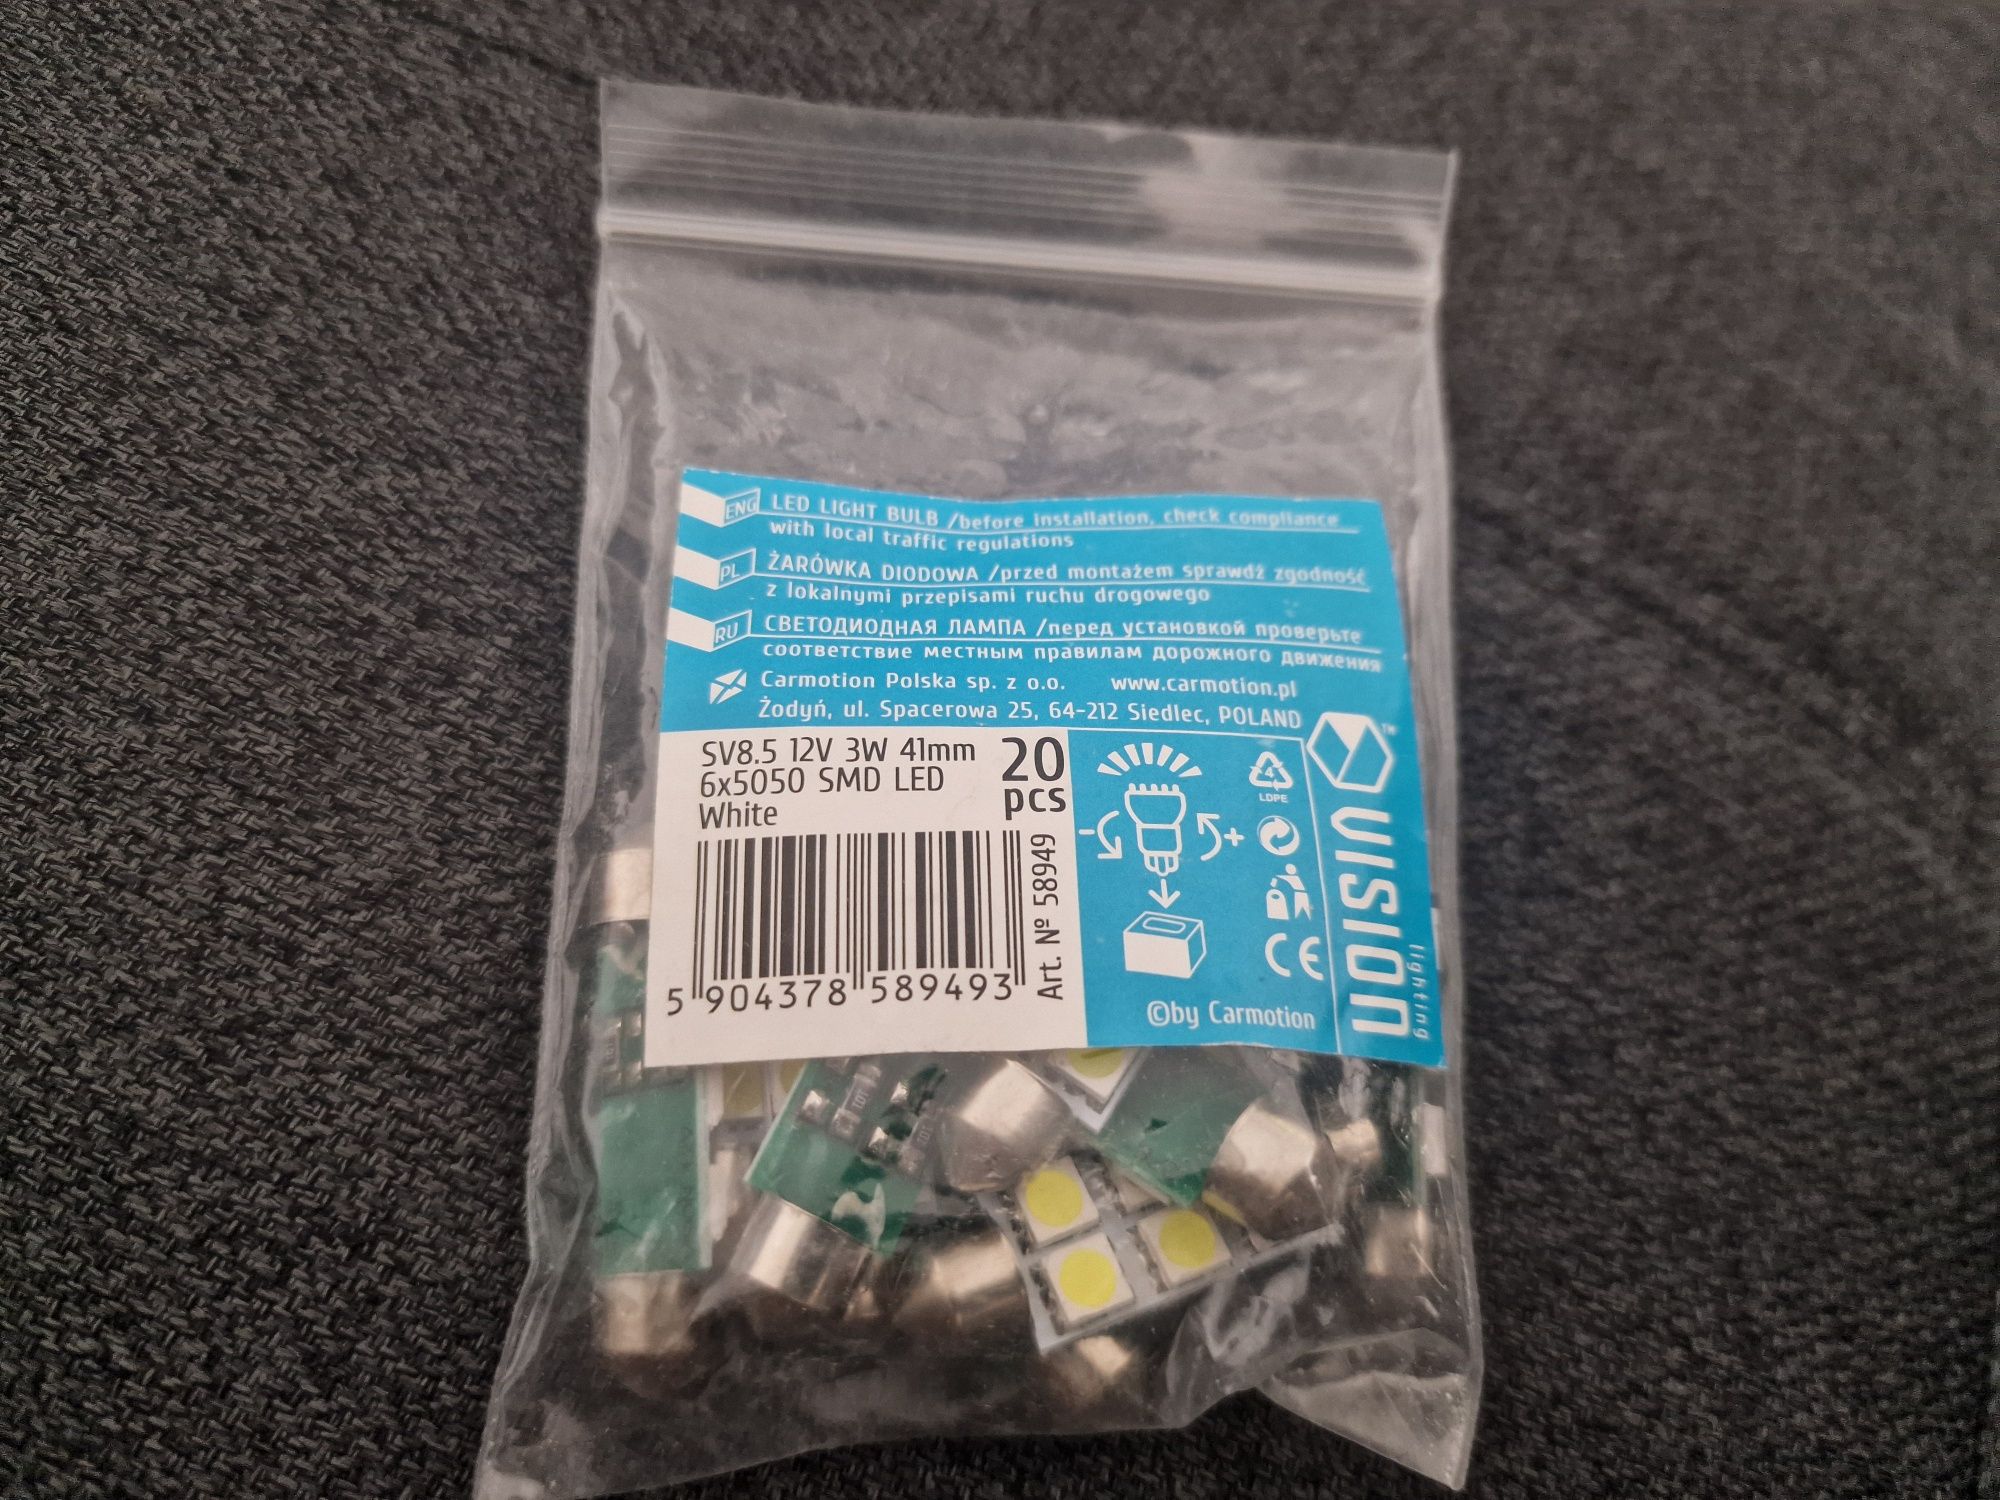 ENG LED LIGHT BULB /before installation, check compliance
with local traffic regulations
PL ŻARÓWKA DIODOWA /przed montażem sprawdź zgodność
z lokalnymi przepisami ruchu drogowego
RU СВЕТОДИОДНАЯ ЛАМПА /перед установкой проверьте
соответствие местным правилам дорожного движения
Carmotion Polska sp. z o.o. www.carmotion.pl
Żodyń, ul. Spacerowa 25, 64-212 Siedlec, POLAND
SV8.5 12V 3W 41mm
6x5050 SMD LED
White
20
pcs
5 904378 589493
Art. Nº 58949
- +
4
LDPE
CE
©by Carmotion
VISION™
lighting
101
101